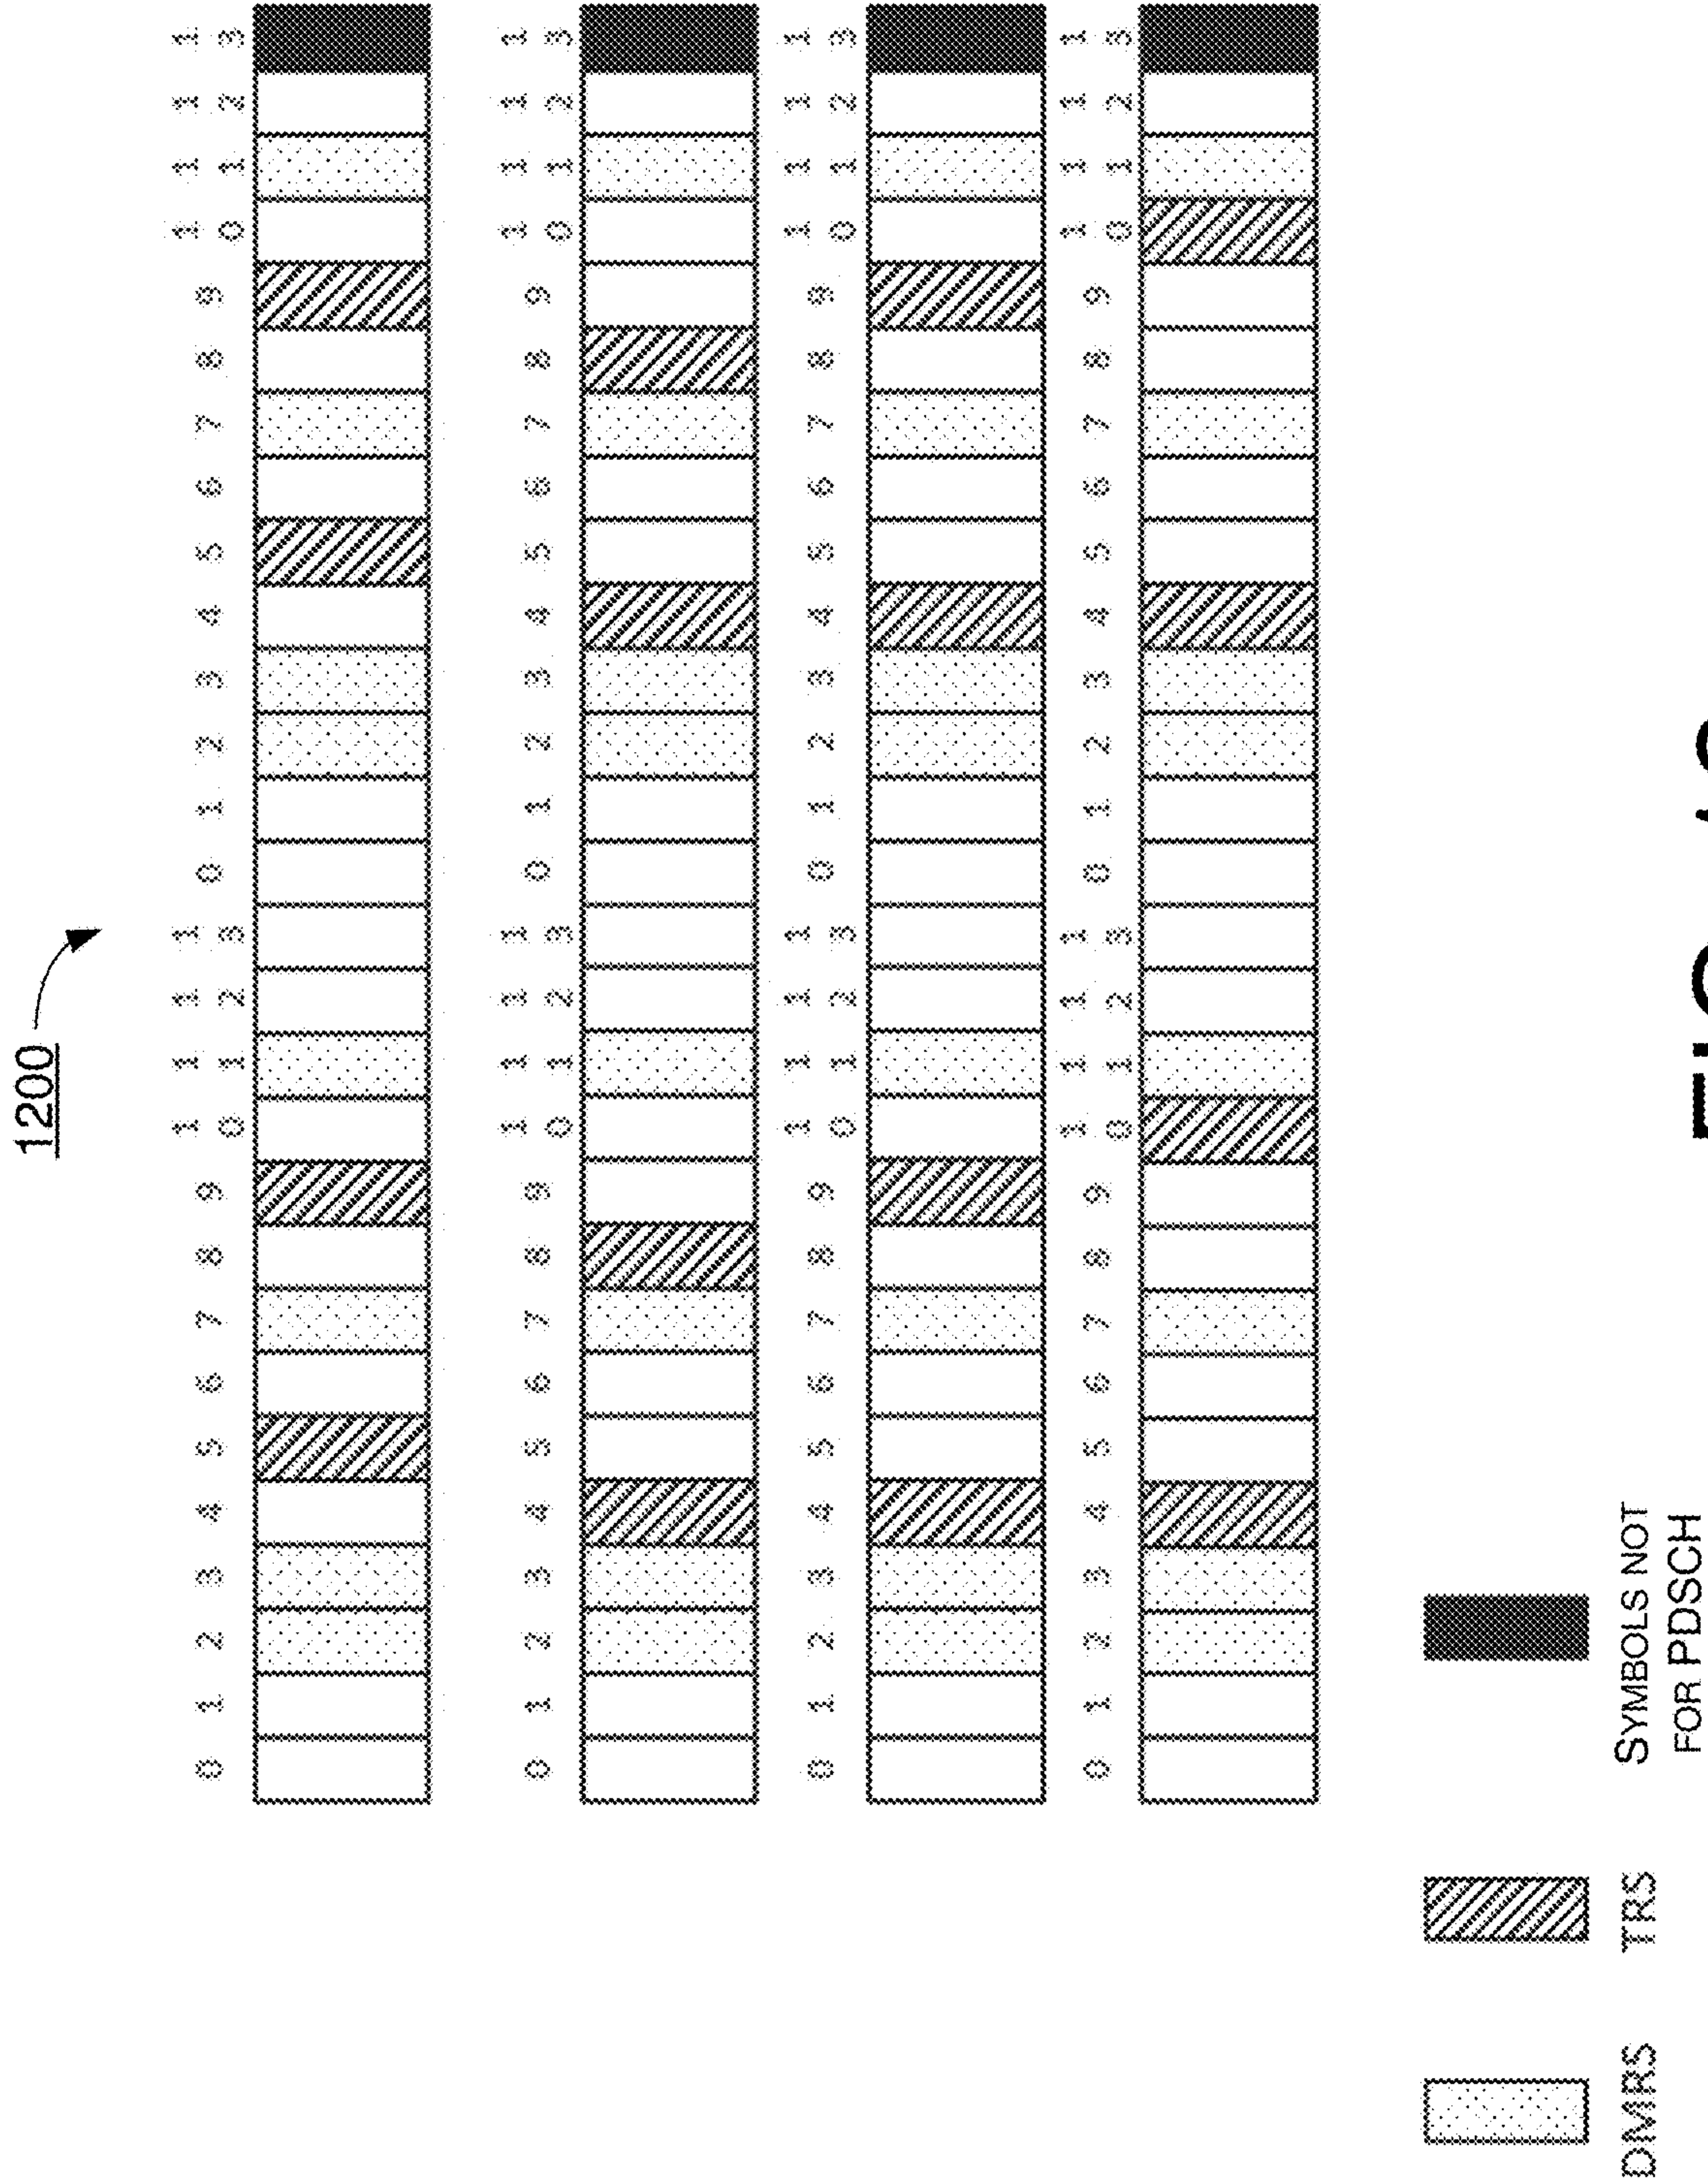 1200
0 1 2 3 4 5 6 7 8 9 10 11 12 13 0 1 2 3 4 5 6 7 8 9 10 11 12 13
0 1 2 3 4 5 6 7 8 9 10 11 12 13 0 1 2 3 4 5 6 7 8 9 10 11 12 13
0 1 2 3 4 5 6 7 8 9 10 11 12 13 0 1 2 3 4 5 6 7 8 9 10 11 12 13
0 1 2 3 4 5 6 7 8 9 10 11 12 13 0 1 2 3 4 5 6 7 8 9 10 11 12 13
DMRS
TRS
SYMBOLS NOT
FOR PDSCH